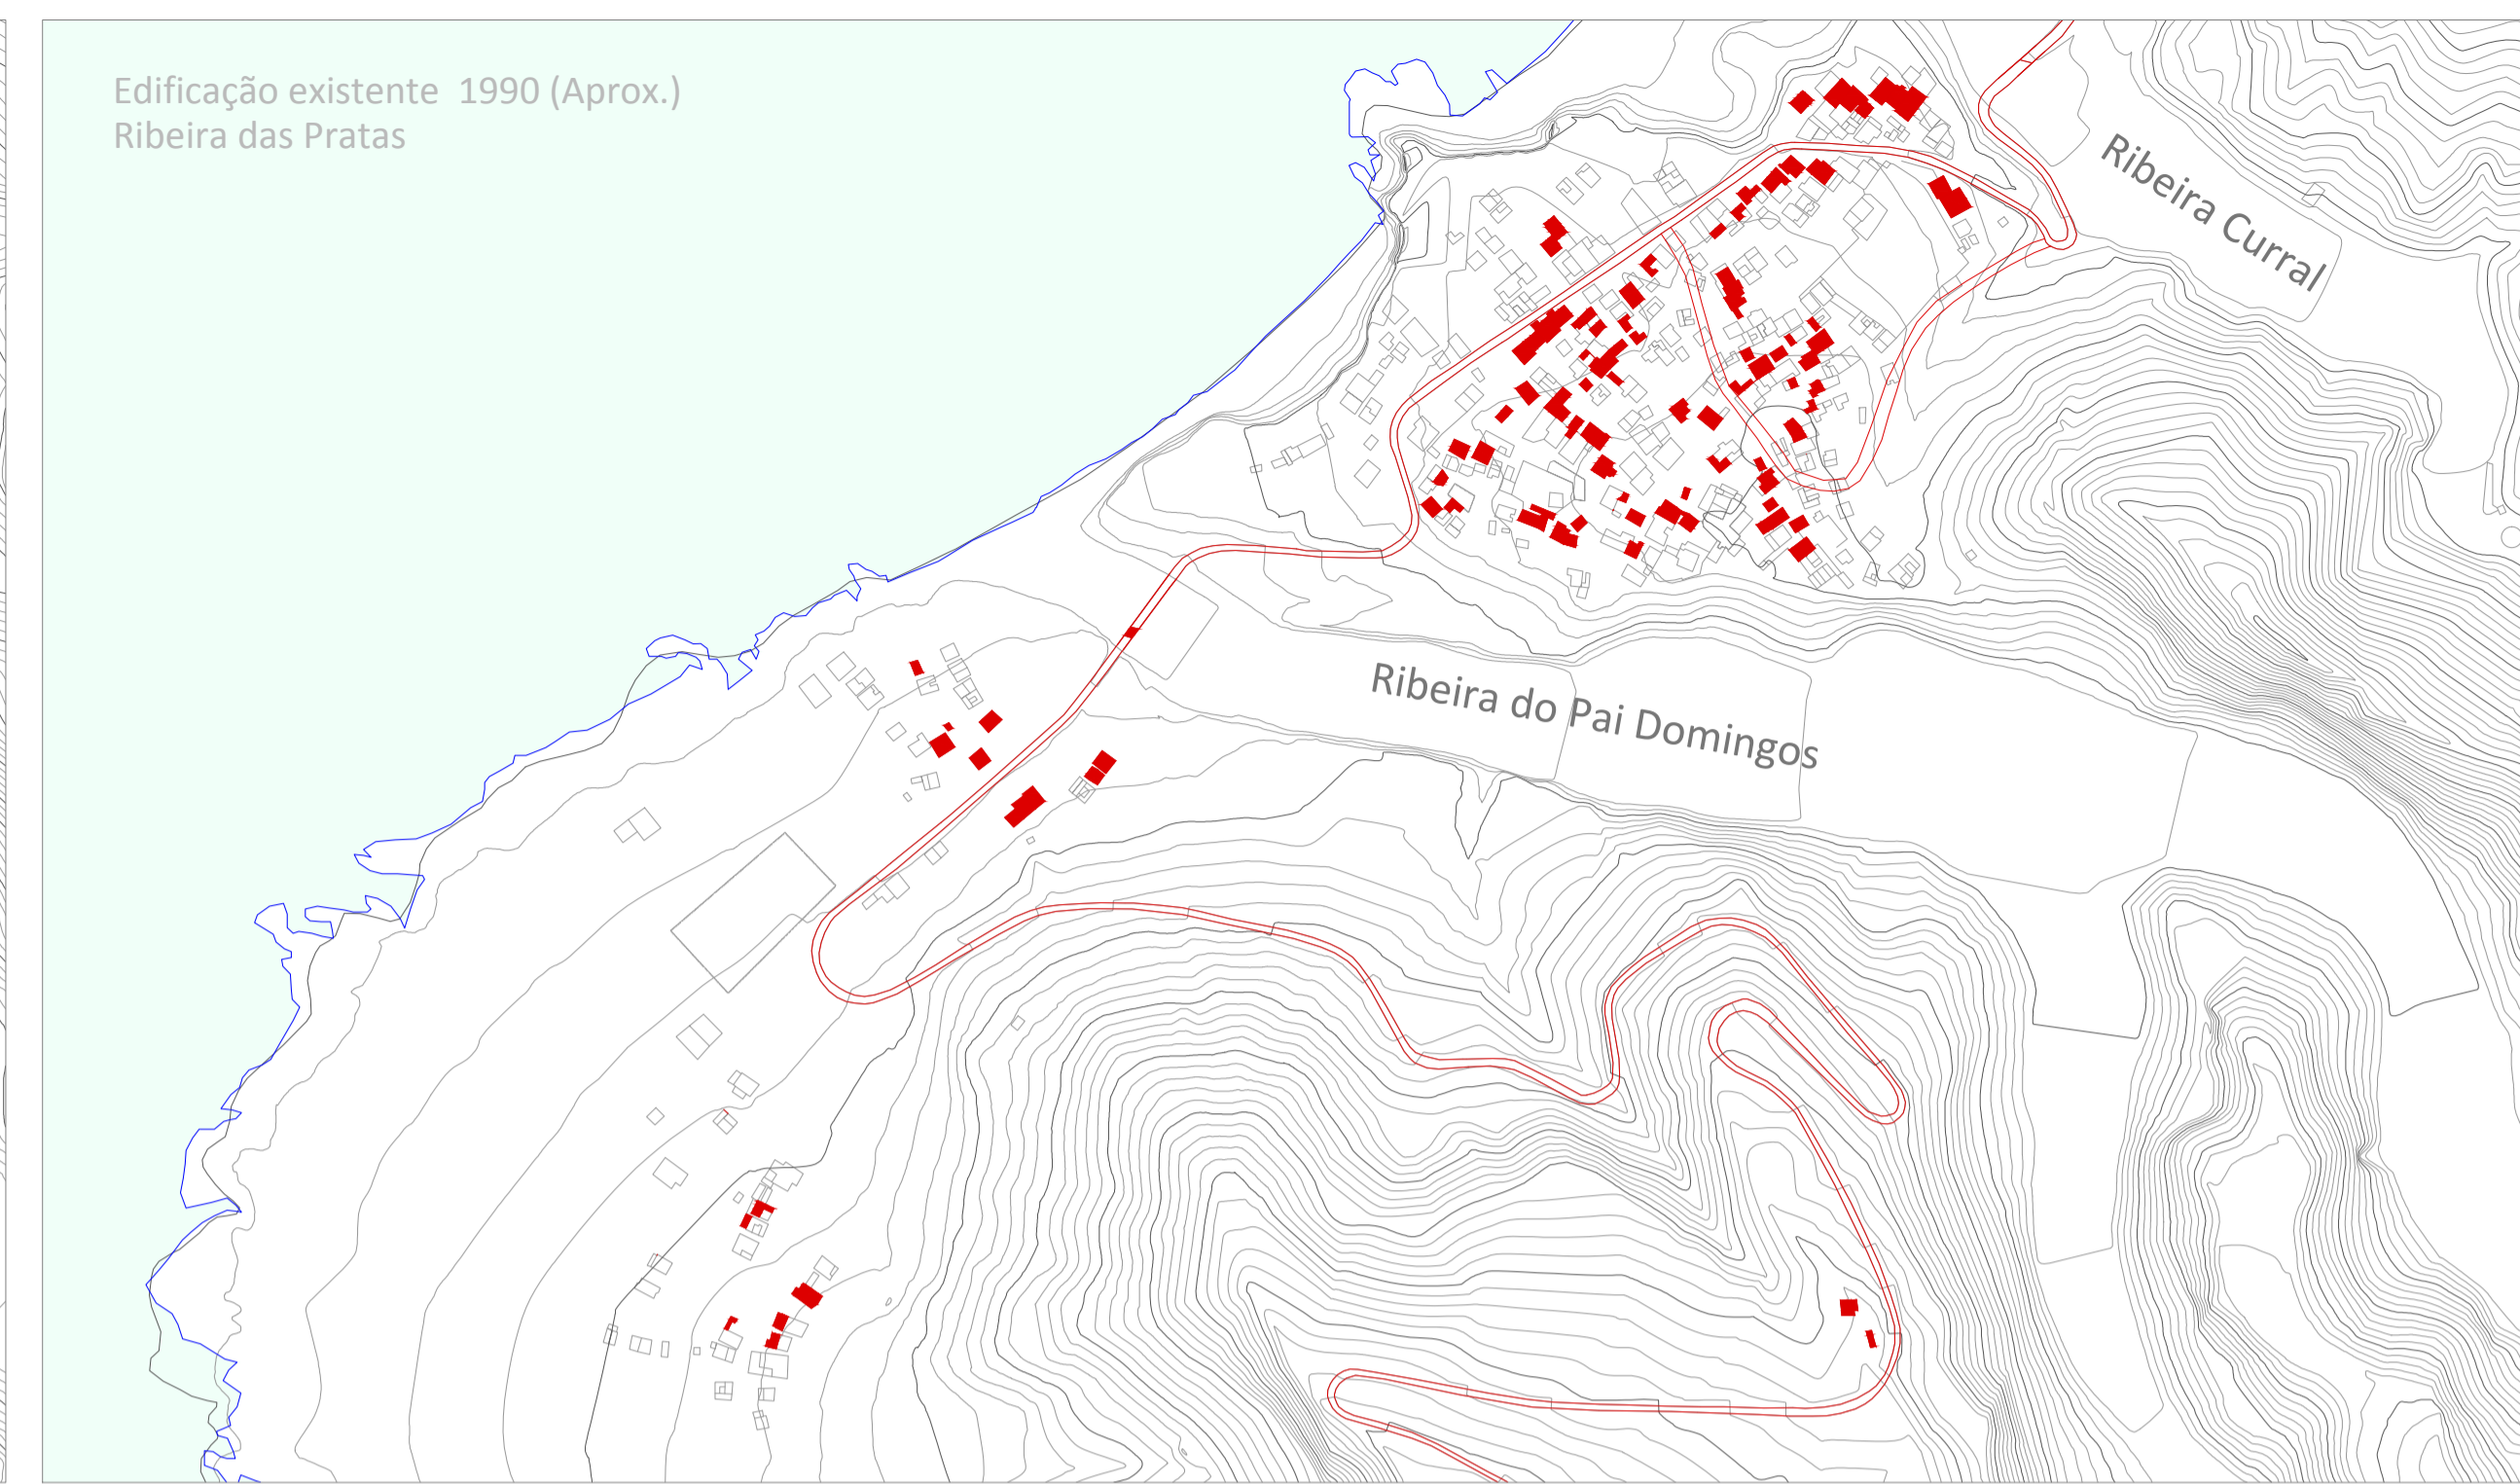 Edificação existente  1990 (Aprox.)
Ribeira das Pratas
Ribeira Curral
Ribeira do Pai Domingos